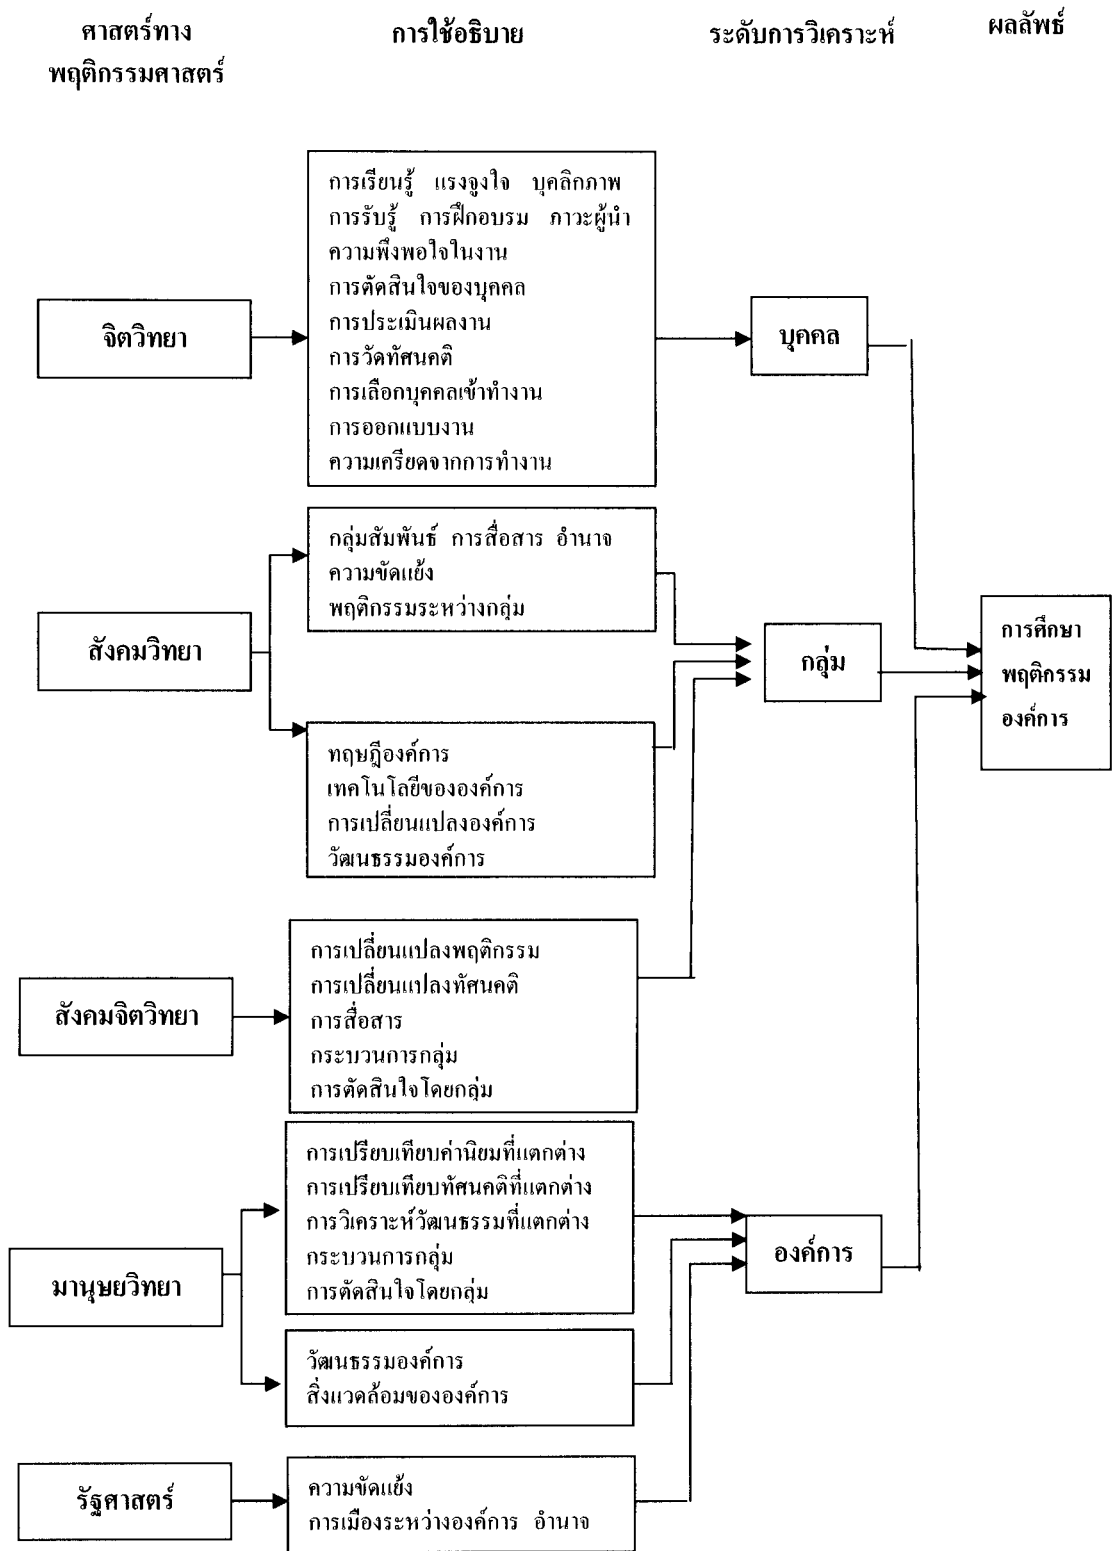 ศาสตร์ทาง
พฤติกรรมศาสตร์
การใช้อธิบาย
ระดับการวิเคราะห์
ผลลัพธ์
จิตวิทยา
การเรียนรู้ แรงจูงใจ บุคลิกภาพ
การรับรู้ การฝึกอบรม ภาวะผู้นำ
ความพึงพอใจในงาน
การตัดสินใจของบุคคล
การประเมินผลงาน
การวัดทัศนคติ
การเลือกบุคคลเข้าทำงาน
การออกแบบงาน
ความเครียดจากการทำงาน
บุคคล
สังคมวิทยา
กลุ่มสัมพันธ์ การสื่อสาร อำนาจ
ความขัดแย้ง
พฤติกรรมระหว่างกลุ่ม
ทฤษฎีองค์การ
เทคโนโลยีขององค์การ
การเปลี่ยนแปลงองค์การ
วัฒนธรรมองค์การ
กลุ่ม
การศึกษา
พฤติกรรม
องค์การ
สังคมจิตวิทยา
การเปลี่ยนแปลงพฤติกรรม
การเปลี่ยนแปลงทัศนคติ
การสื่อสาร
กระบวนการกลุ่ม
การตัดสินใจโดยกลุ่ม
มานุษยวิทยา
การเปรียบเทียบค่านิยมที่แตกต่าง
การเปรียบเทียบทัศนคติที่แตกต่าง
การวิเคราะห์วัฒนธรรมที่แตกต่าง
กระบวนการกลุ่ม
การตัดสินใจโดยกลุ่ม
วัฒนธรรมองค์การ
สิ่งแวดล้อมขององค์การ
องค์การ
รัฐศาสตร์
ความขัดแย้ง
การเมืองระหว่างองค์การ อำนาจ